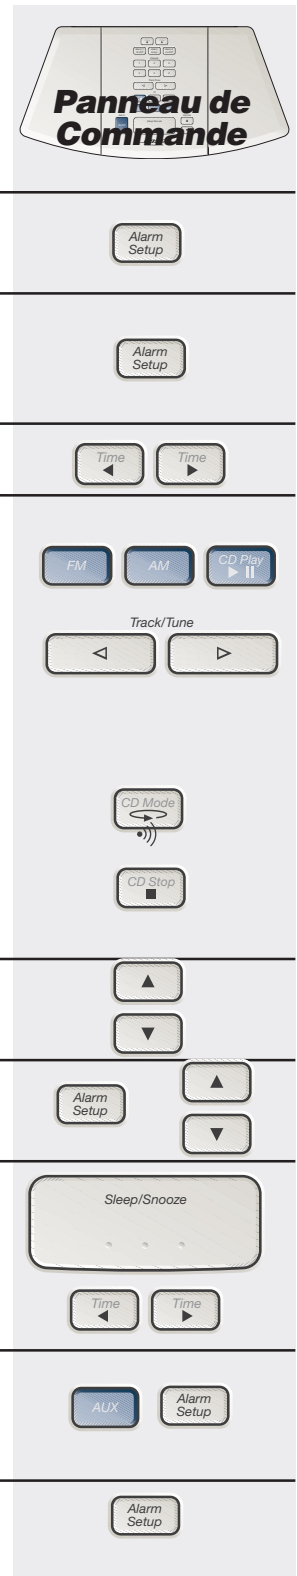 Panneau de
Commande
Alarm
Setup
Alarm
Setup
Time Time
FM AM CD Play
Track/Tune
CD Mode
CD Stop
Alarm
Setup
Sleep/Snooze
Time Time
AUX Alarm
Setup
Alarm
Setup